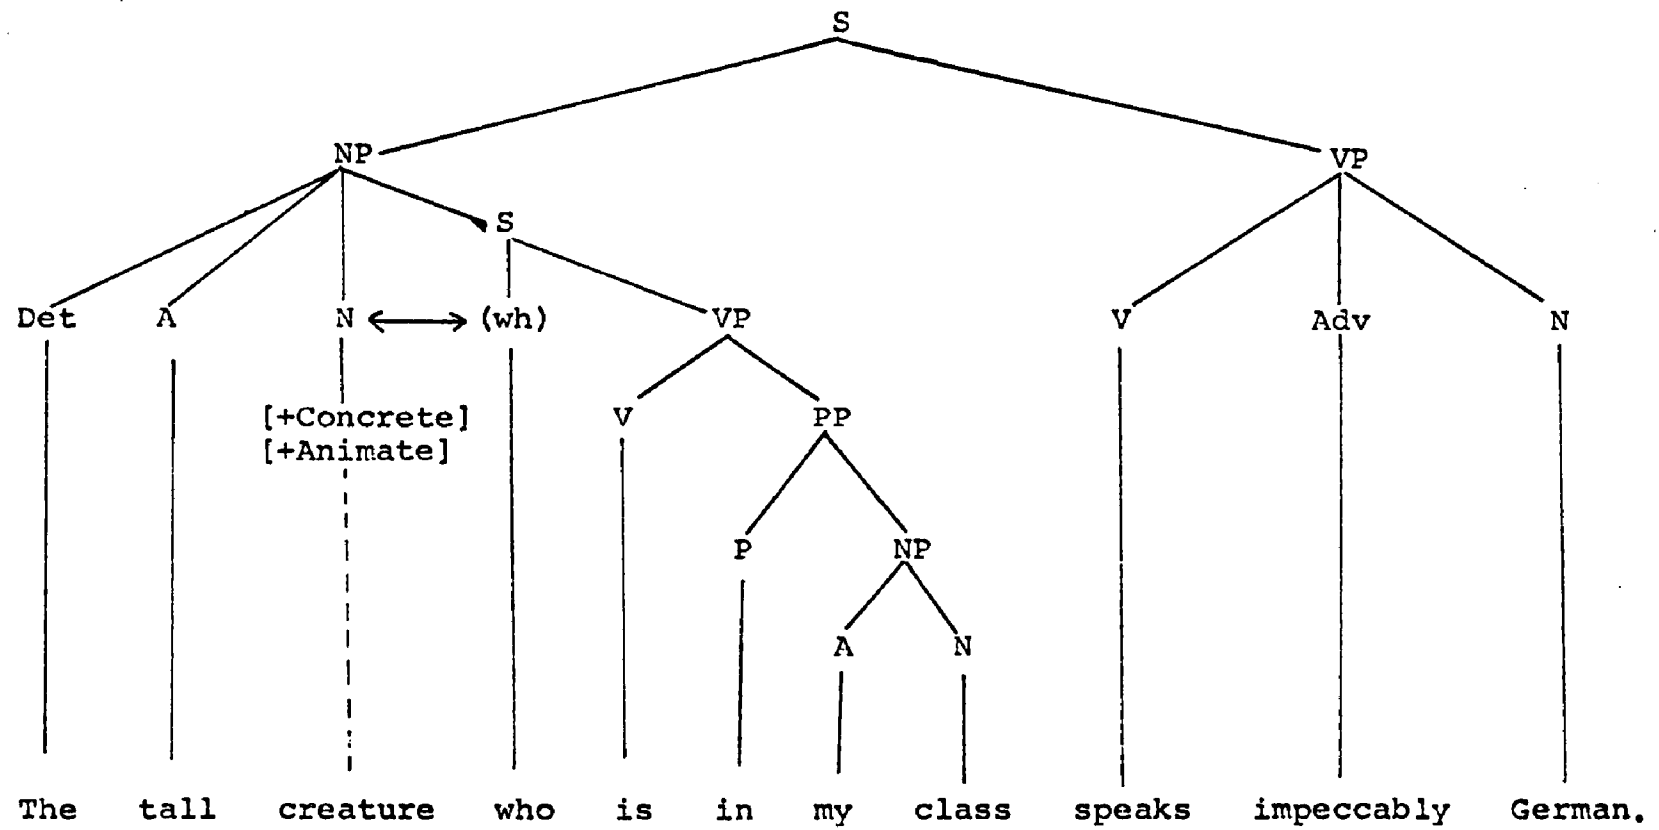 S
NP VP
S
Det A N (wh) VP V Adv N
[+Concrete] V PP
[+Animate]
P NP
A N
The tall creature who is in my class speaks impeccably German.